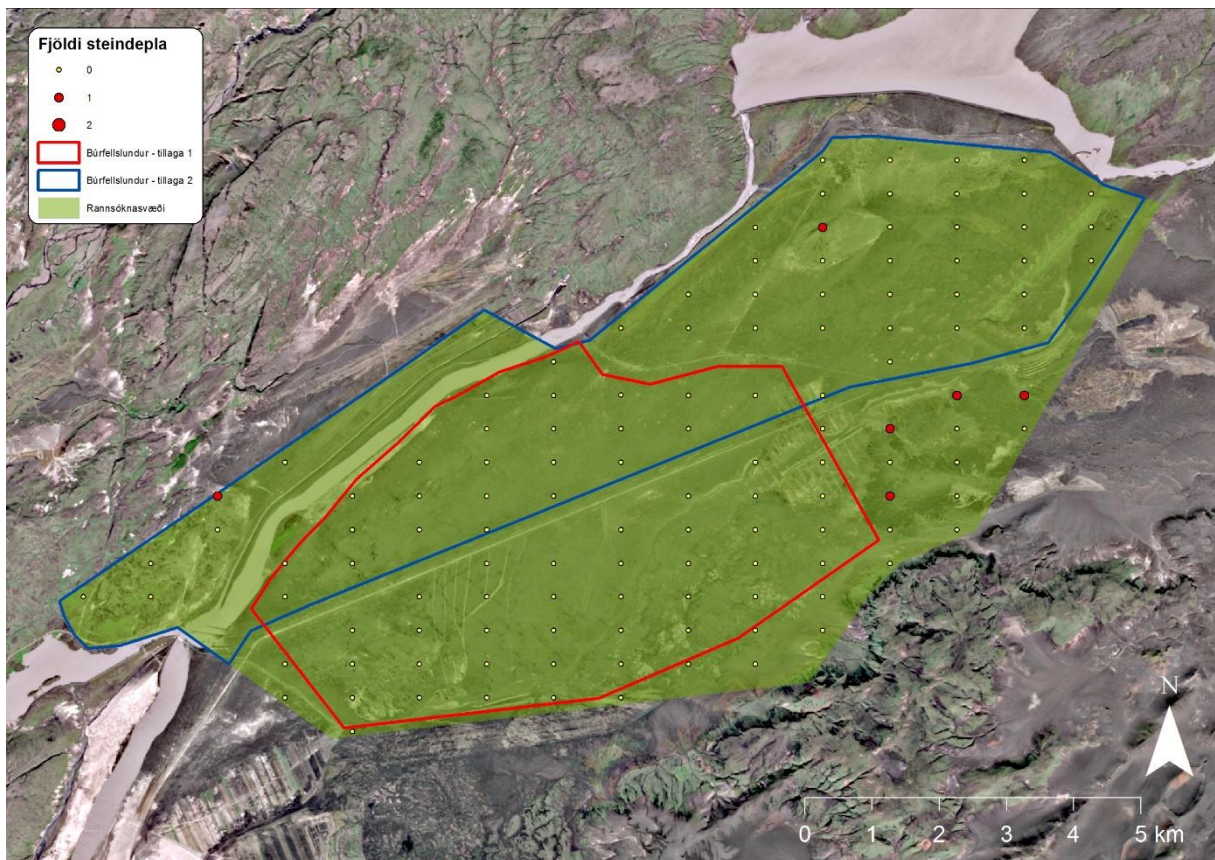 Fjöldi steindepla
0
1
2
Búrfellslundur - tillaga 1
Búrfellslundur - tillaga 2
Rannsóknasvæði
N
0 1 2 3 4 5 km